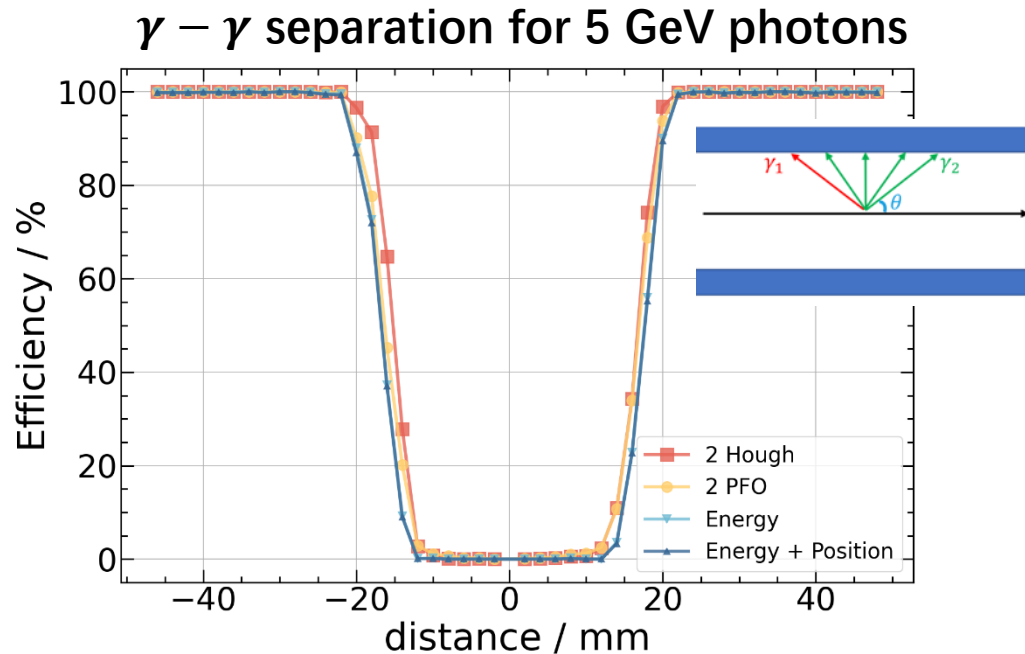 γ − γ separation for 5 GeV photons
Efficiency / %
100
80
60
40
20
0
−40
−20
0
20
40
distance / mm
γ₁
γ₂
θ
2 Hough
2 PFO
Energy
Energy + Position